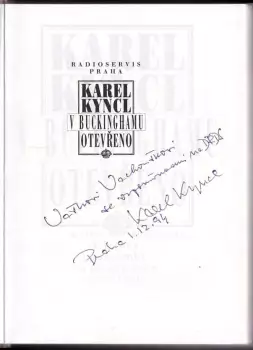 RADIOSERVIS
PRAHA
KAREL
KYNCL
V BUCKINGHAMU
OTEVŘENO
se vzpomínkami na
Karel Kyncl
Praha 1.12.94